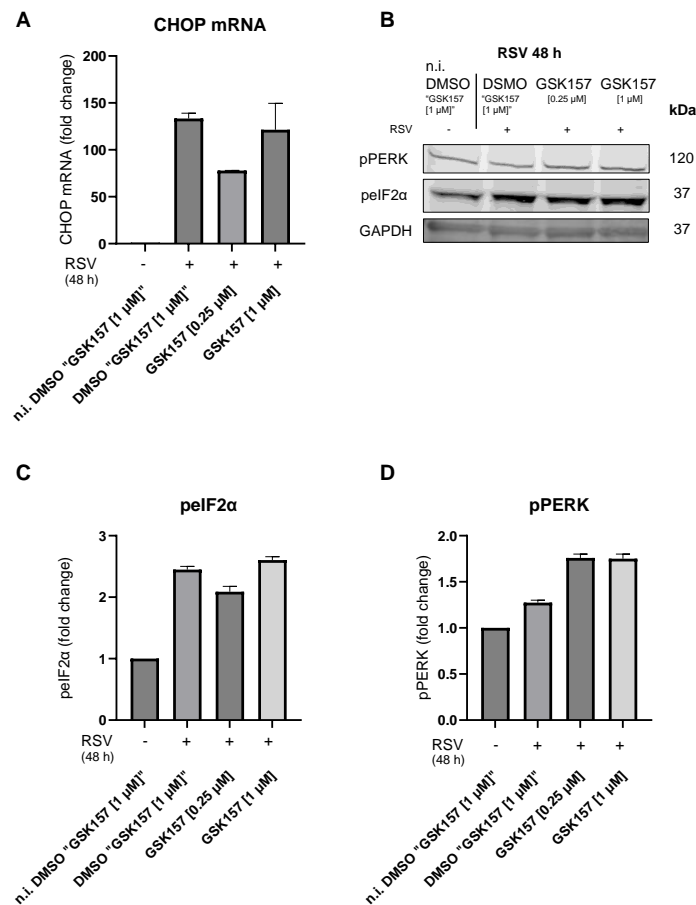 A
CHOP mRNA
CHOP mRNA (fold change)
200
150
100
50
0
RSV - + + +
(48 h)
n.i. DMSO "GSK157 [1 µM]"
DMSO "GSK157 [1 µM]"
GSK157 [0.25 µM]
GSK157 [1 µM]
B
RSV 48 h
n.i.
DMSO DSMO GSK157 GSK157
"GSK157 "GSK157 [0.25 µM] [1 µM]
[1 µM]" [1 µM]"
kDa
RSV - + + +
pPERK 120
peIF2α 37
GAPDH 37
C
peIF2α
peIF2α (fold change)
3
2
1
0
RSV - + + +
(48 h)
n.i. DMSO "GSK157 [1 µM]"
DMSO "GSK157 [1 µM]"
GSK157 [0.25 µM]
GSK157 [1 µM]
D
pPERK
pPERK (fold change)
2.0
1.5
1.0
0.5
0.0
RSV - + + +
(48 h)
n.i. DMSO "GSK157 [1 µM]"
DMSO "GSK157 [1 µM]"
GSK157 [0.25 µM]
GSK157 [1 µM]